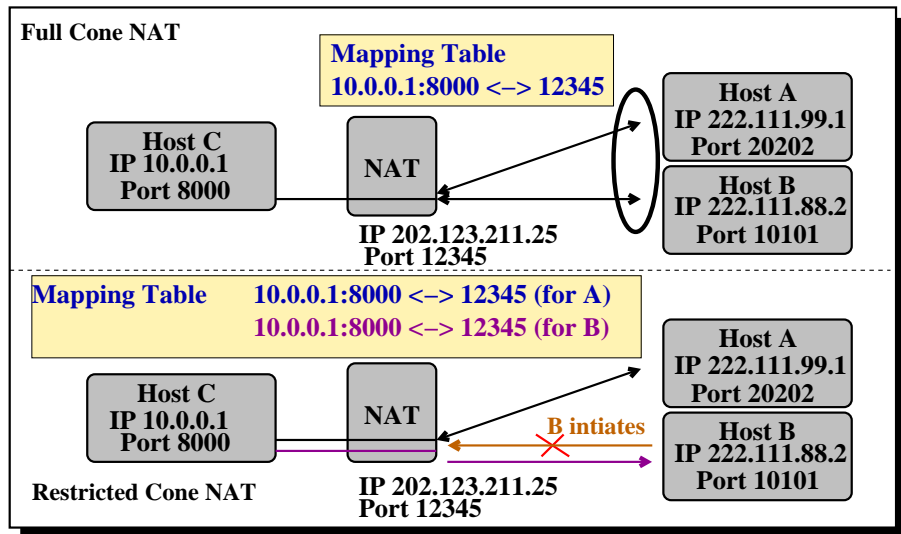 Full Cone NAT
Mapping Table
10.0.0.1:8000 <−> 12345
Host C
IP 10.0.0.1
Port 8000
NAT
IP 202.123.211.25
Port 12345
Host A
IP 222.111.99.1
Port 20202
Host B
IP 222.111.88.2
Port 10101
Mapping Table 10.0.0.1:8000 <−> 12345 (for A)
10.0.0.1:8000 <−> 12345 (for B)
Host C
IP 10.0.0.1
Port 8000
NAT
IP 202.123.211.25
Port 12345
B intiates
Host A
IP 222.111.99.1
Port 20202
Host B
IP 222.111.88.2
Port 10101
Restricted Cone NAT